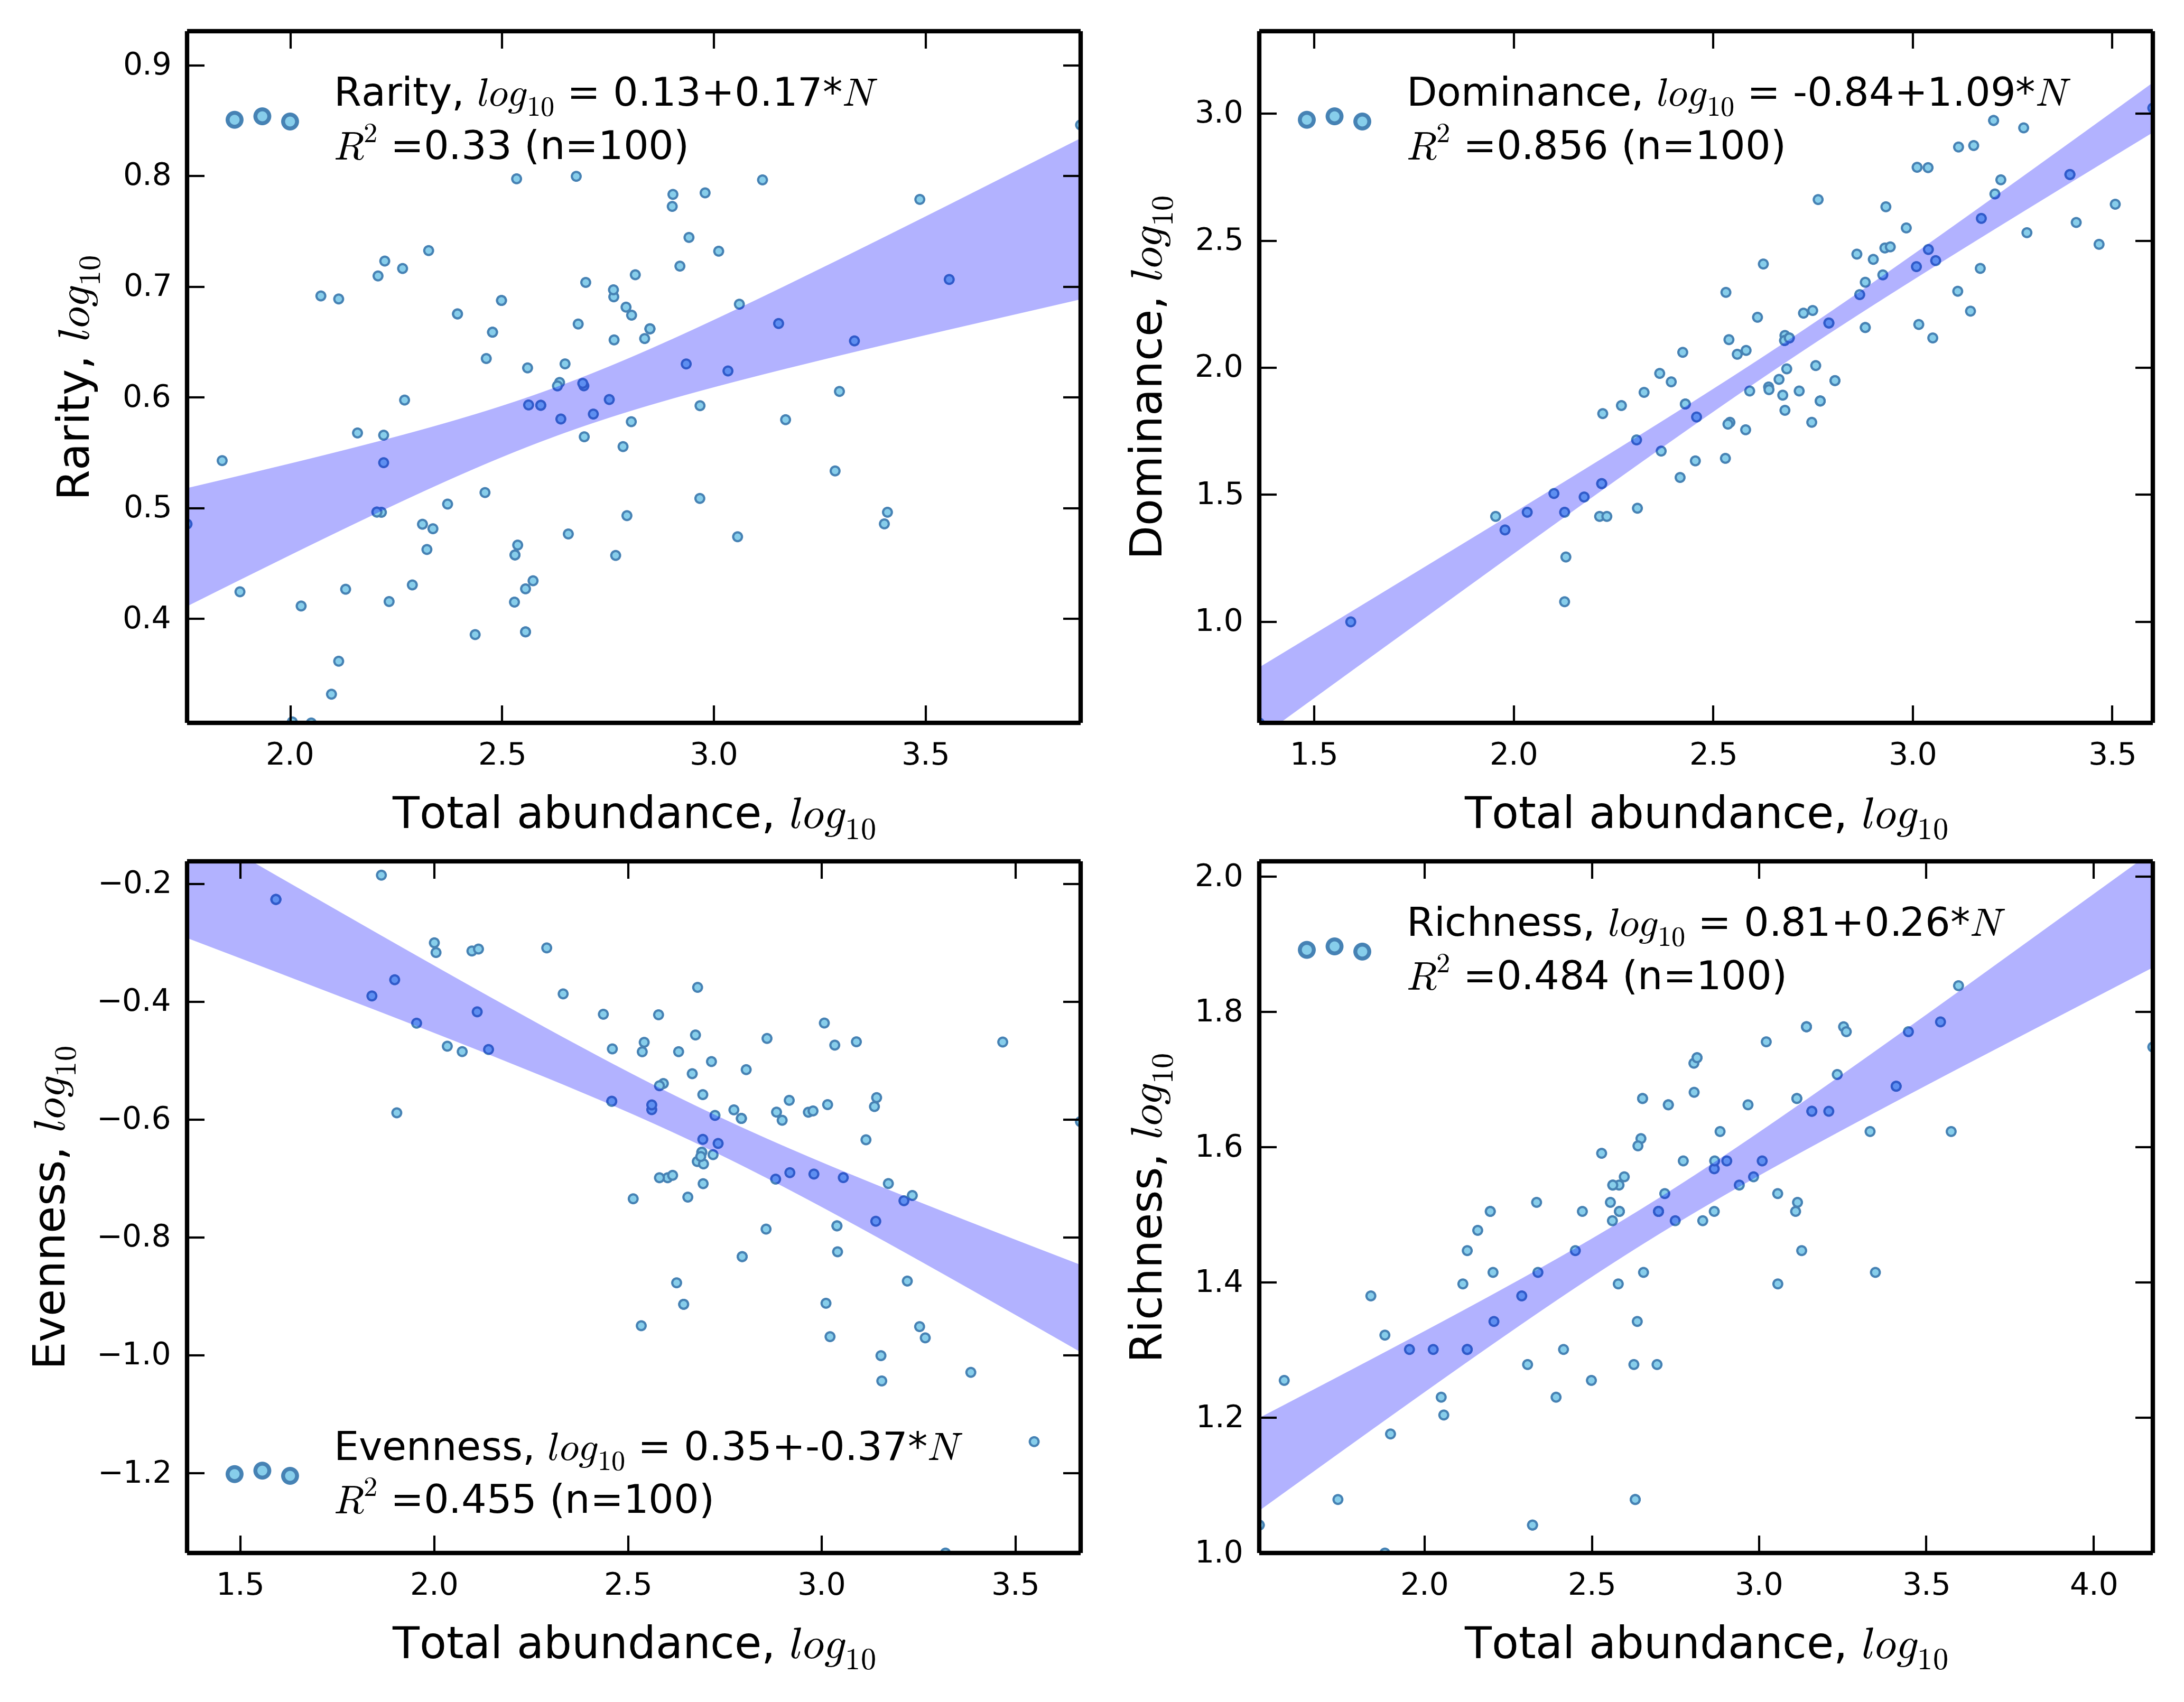 0.9
0.8
0.7
0.6
0.5
0.4
Rarity, log10
Rarity, log10 = 0.13+0.17*N
R2 =0.33 (n=100)
2.0 2.5 3.0 3.5
Total abundance, log10
3.0
2.5
2.0
1.5
1.0
Dominance, log10
Dominance, log10 = -0.84+1.09*N
R2 =0.856 (n=100)
1.5 2.0 2.5 3.0 3.5
Total abundance, log10
−0.2
−0.4
−0.6
−0.8
−1.0
−1.2
Evenness, log10
Evenness, log10 = 0.35+-0.37*N
R2 =0.455 (n=100)
1.5 2.0 2.5 3.0 3.5
Total abundance, log10
2.0
1.8
1.6
1.4
1.2
1.0
Richness, log10
Richness, log10 = 0.81+0.26*N
R2 =0.484 (n=100)
2.0 2.5 3.0 3.5 4.0
Total abundance, log10